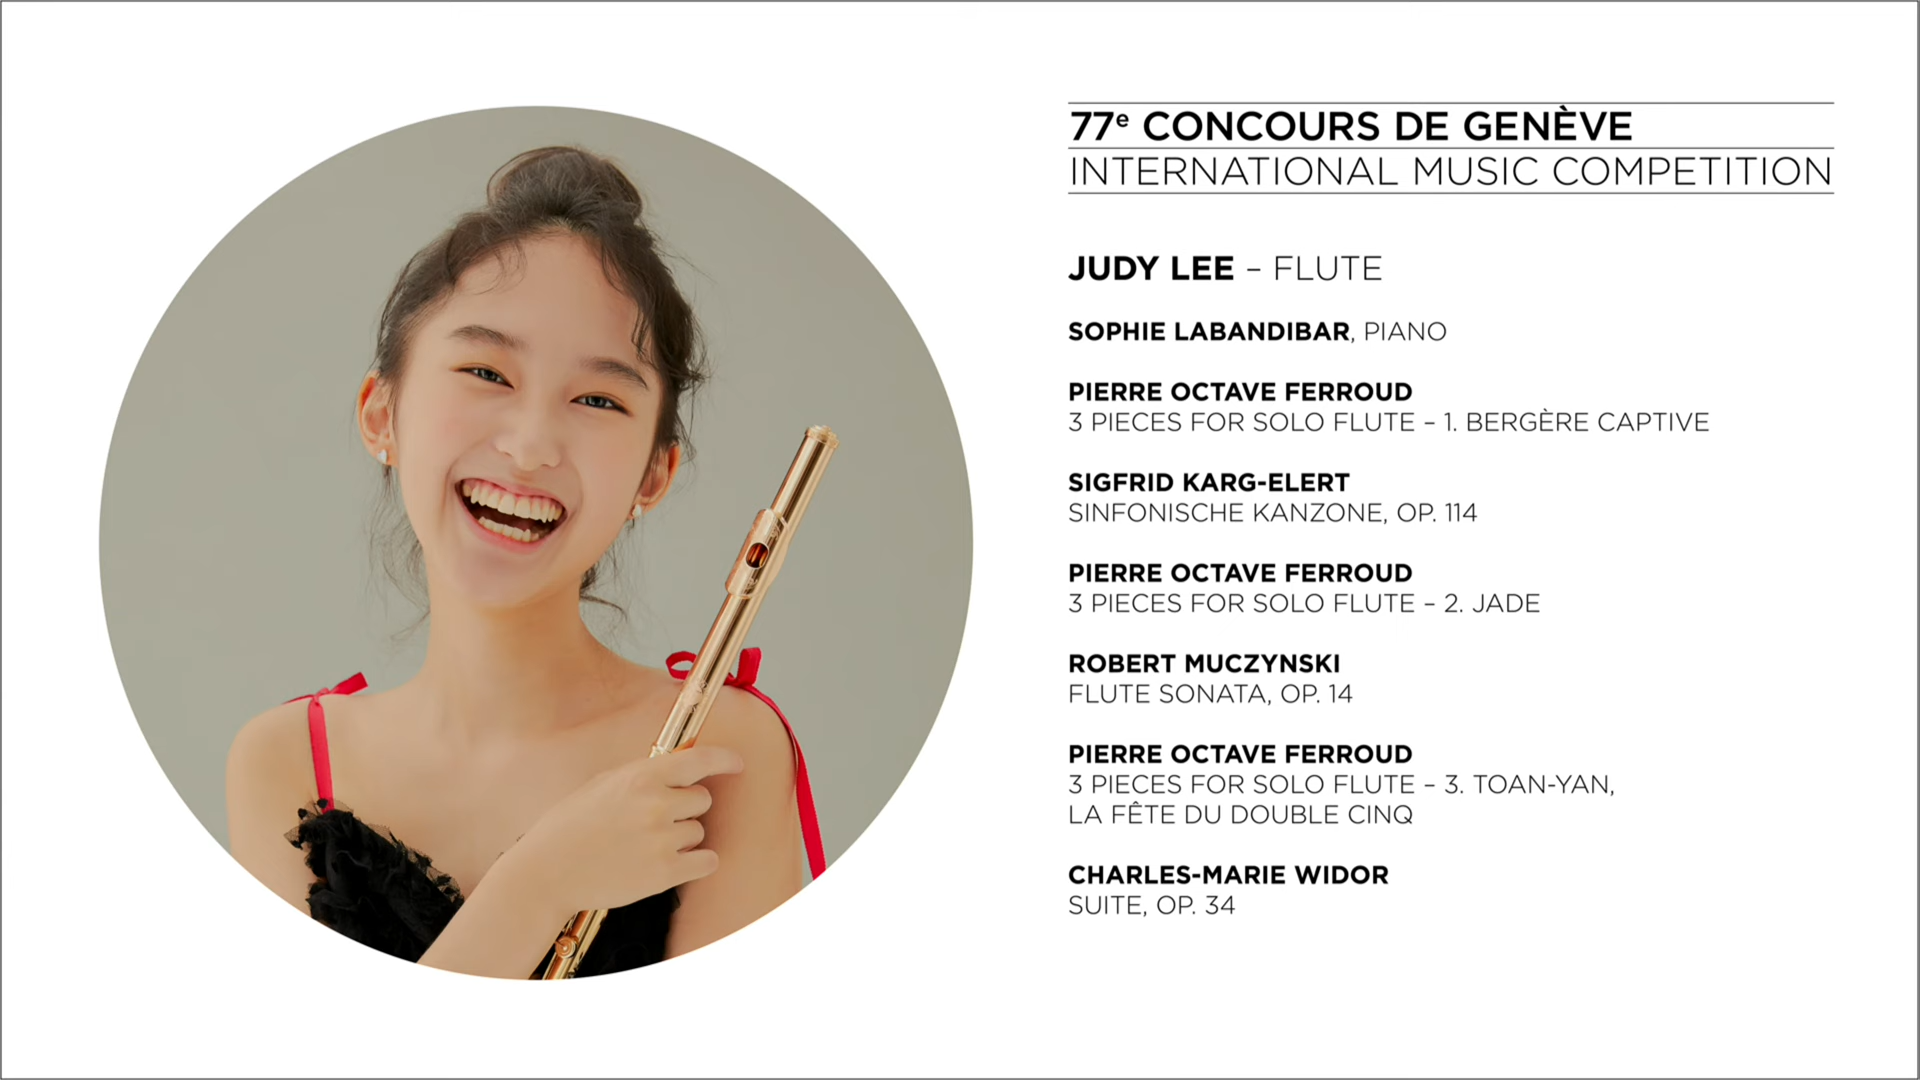 77e CONCOURS DE GENÈVE
INTERNATIONAL MUSIC COMPETITION
JUDY LEE – FLUTE
SOPHIE LABANDIBAR, PIANO
PIERRE OCTAVE FERROUD
3 PIECES FOR SOLO FLUTE – 1. BERGÈRE CAPTIVE
SIGFRID KARG-ELERT
SINFONISCHE KANZONE, OP. 114
PIERRE OCTAVE FERROUD
3 PIECES FOR SOLO FLUTE – 2. JADE
ROBERT MUCZYNSKI
FLUTE SONATA, OP. 14
PIERRE OCTAVE FERROUD
3 PIECES FOR SOLO FLUTE – 3. TOAN-YAN,
LA FÊTE DU DOUBLE CINQ
CHARLES-MARIE WIDOR
SUITE, OP. 34